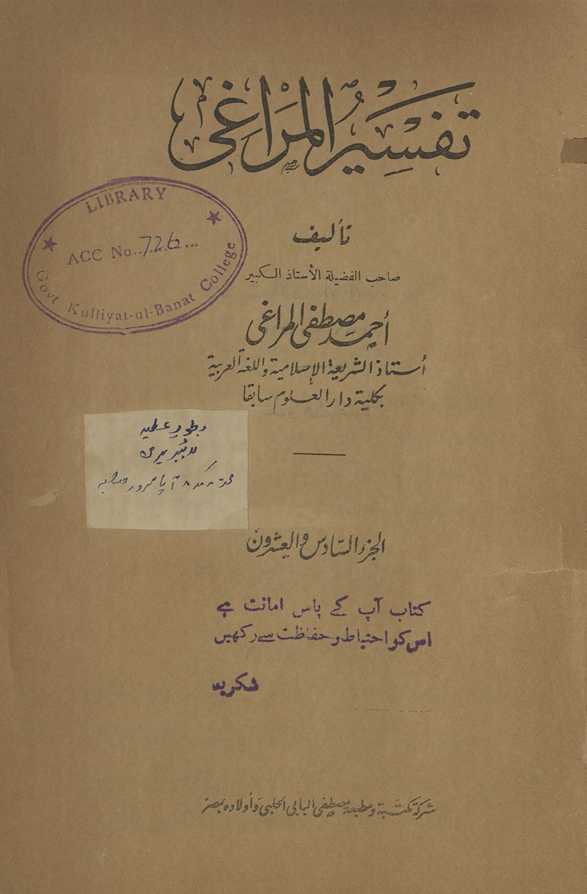 تفسير المراغي
LIBRARY
ACC No. 726
Govt Kulliyat-ul-Banat College
تأليف
صاحب الفضيلة الأستاذ الكبير
أحمد مصطفى المراغي
أستاذ الشريعة الإسلامية واللغة العربية
بكلية دار العلوم سابقا
بطور عطیہ
الجزء السادس والعشرون
کتاب آپ کے پاس امانت ہے
اس کو احتیاط و حفاظت سے رکھیں
شکریہ
شركة مكتبة ومطبعة مصطفى البابي الحلبي وأولاده بمصر